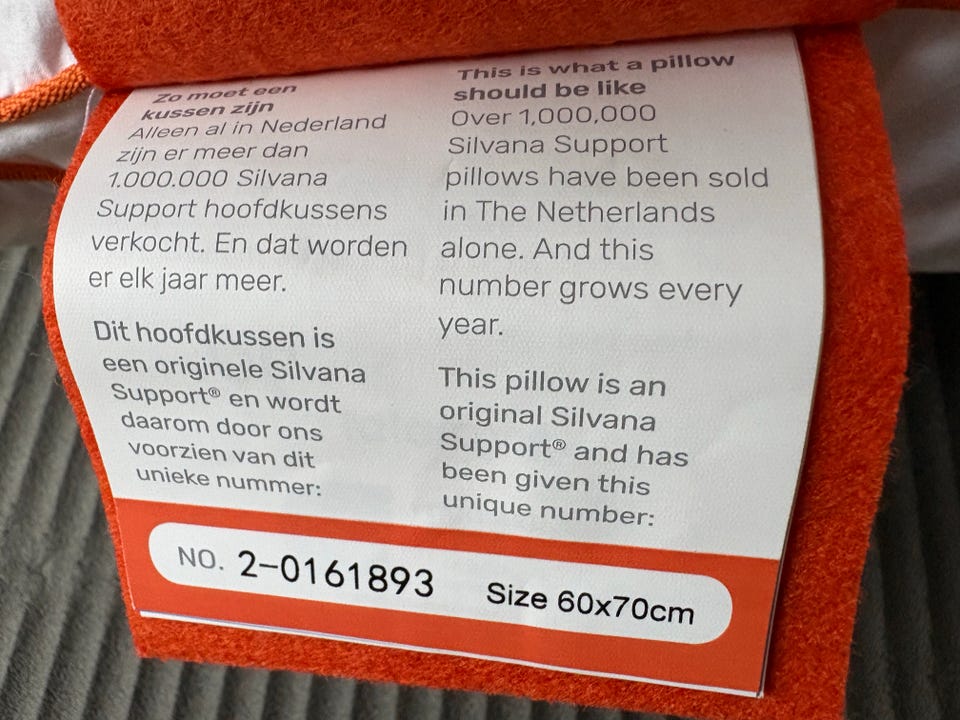 Zo moet een
kussen zijn
Alleen al in Nederland
zijn er meer dan
1.000.000 Silvana
Support hoofdkussens
verkocht. En dat worden
er elk jaar meer.
Dit hoofdkussen is
een originele Silvana
Support® en wordt
daarom door ons
voorzien van dit
unieke nummer:
This is what a pillow
should be like
Over 1,000,000
Silvana Support
pillows have been sold
in The Netherlands
alone. And this
number grows every
year.
This pillow is an
original Silvana
Support® and has
been given this
unique number:
NO. 2-0161893 Size 60x70cm